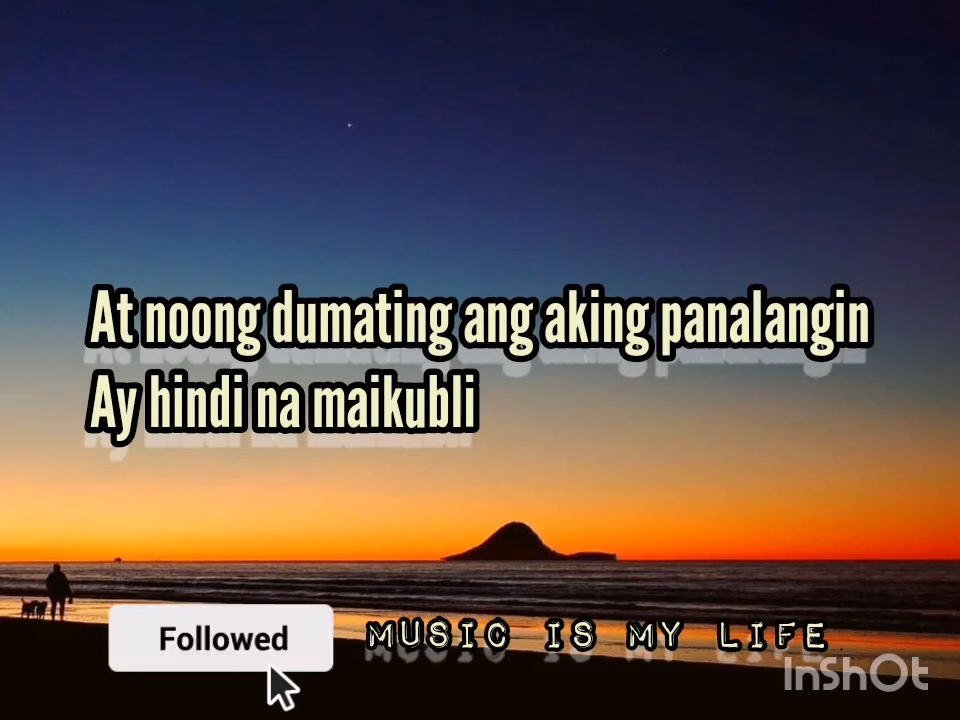 At noong dumating ang aking panalangin
Ay hindi na maikubli
Followed
MUSIC IS MY LIFE
InShOt